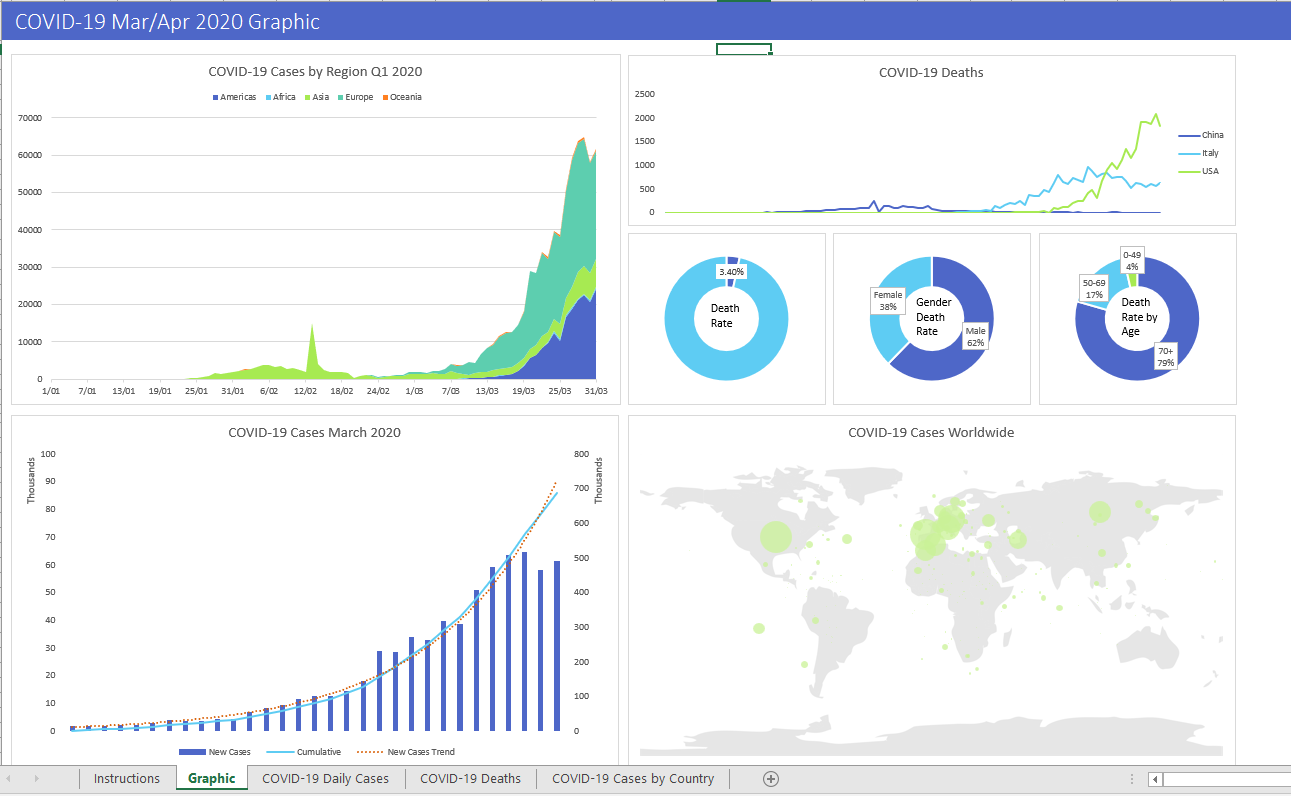 COVID-19 Mar/Apr 2020 Graphic
COVID-19 Cases by Region Q1 2020
Americas Africa Asia Europe Oceania
70000
60000
50000
40000
30000
20000
10000
0
1/01 7/01 13/01 19/01 25/01 31/01 6/02 12/02 18/02 24/02 1/03 7/03 13/03 19/03 25/03 31/03
COVID-19 Deaths
2500
2000
1500
1000
500
0
China
Italy
USA
3.40%
Death
Rate
Female
38%
Gender
Death
Rate
Male
62%
0-49
4%
50-69
17%
Death
Rate by
Age
70+
79%
COVID-19 Cases March 2020
Thousands
100
90
80
70
60
50
40
30
20
10
0
800
700
600
500
400
300
200
100
0
Thousands
New Cases Cumulative New Cases Trend
COVID-19 Cases Worldwide
Instructions Graphic COVID-19 Daily Cases COVID-19 Deaths COVID-19 Cases by Country